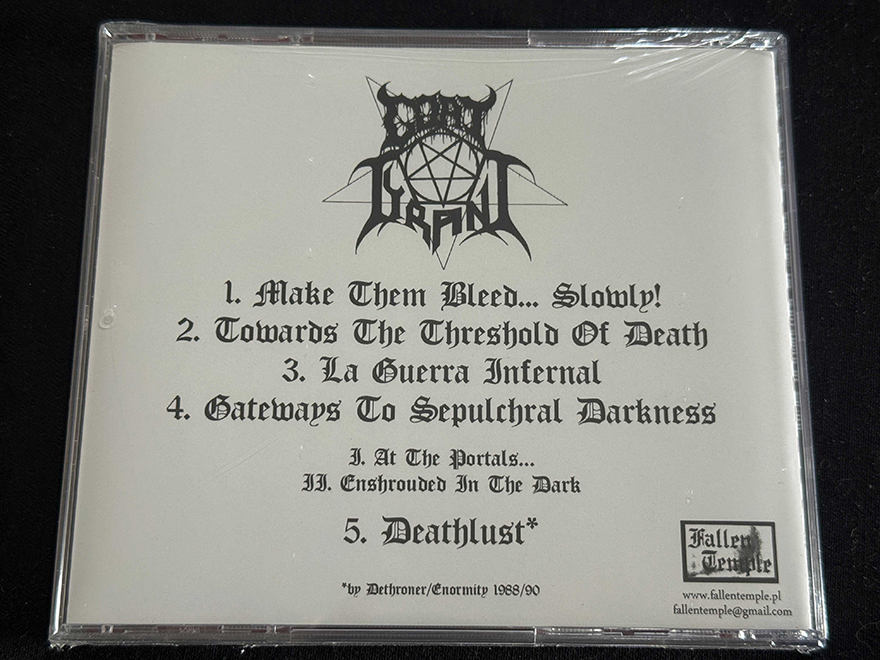 GOAT
TYRANT
1. Make Them Bleed... Slowly!
2. Towards The Threshold Of Death
3. La Guerra Infernal
4. Gateways To Sepulchral Darkness
I. At The Portals...
II. Enshrouded In The Dark
5. Deathlust*
*by Dethroner/Enormity 1988/90
Fallen
Temple
www.fallentemple.pl
fallentemple@gmail.com